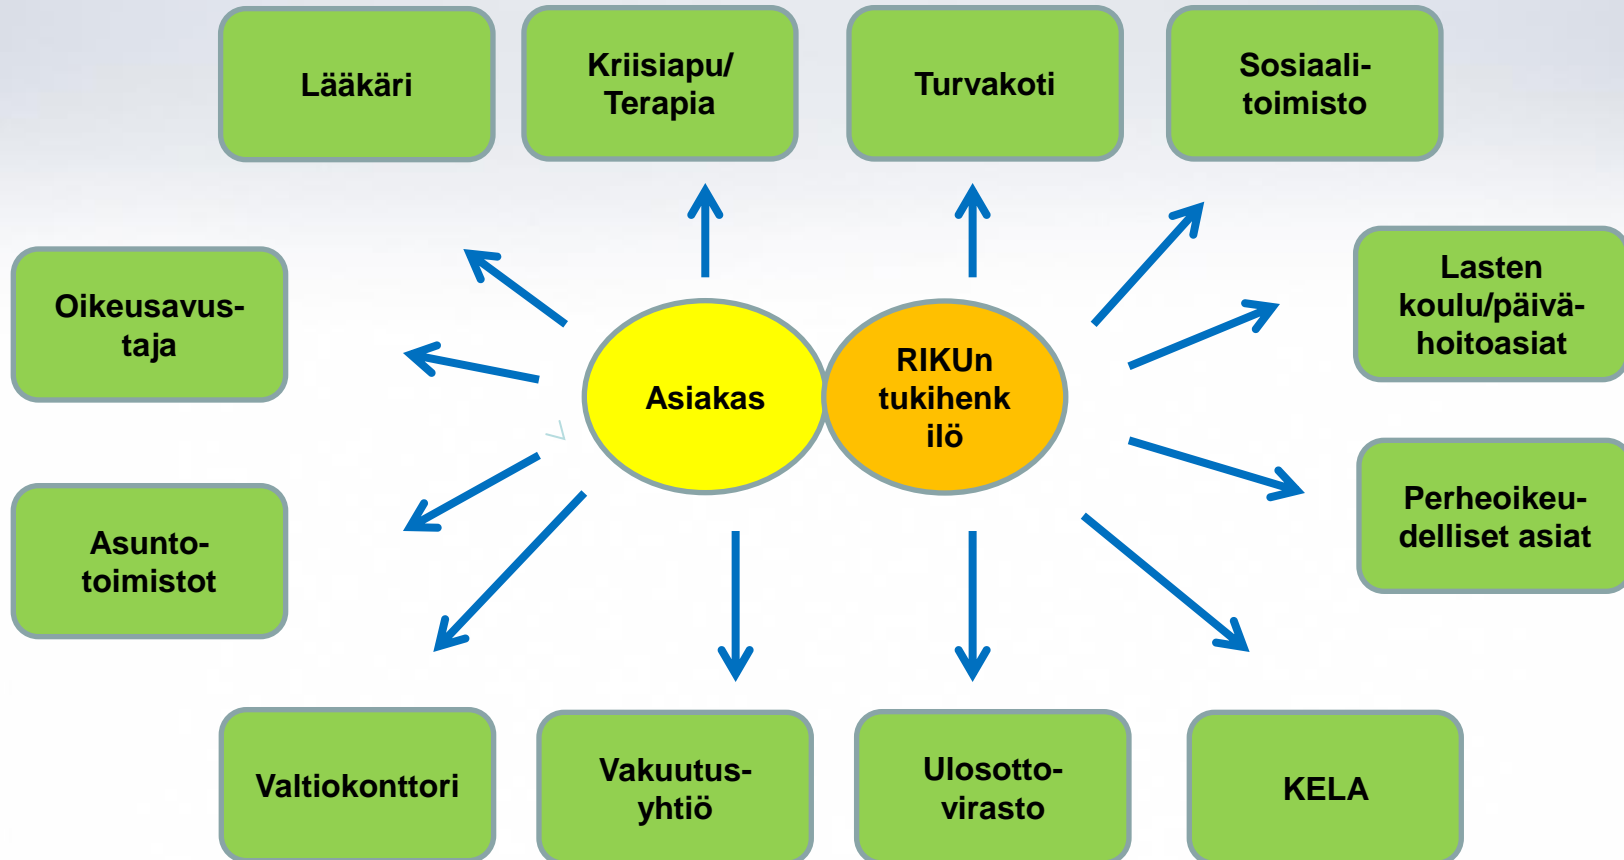 Lääkäri
Kriisiapu/
Terapia
Turvakoti
Sosiaali-
toimisto
Oikeusavus-
taja
Lasten
koulu/päivä-
hoitoasiat
Asiakas
RIKUn
tukihenk
ilö
Asunto-
toimistot
Perheoikeu-
delliset asiat
Valtiokonttori
Vakuutus-
yhtiö
Ulosotto-
virasto
KELA